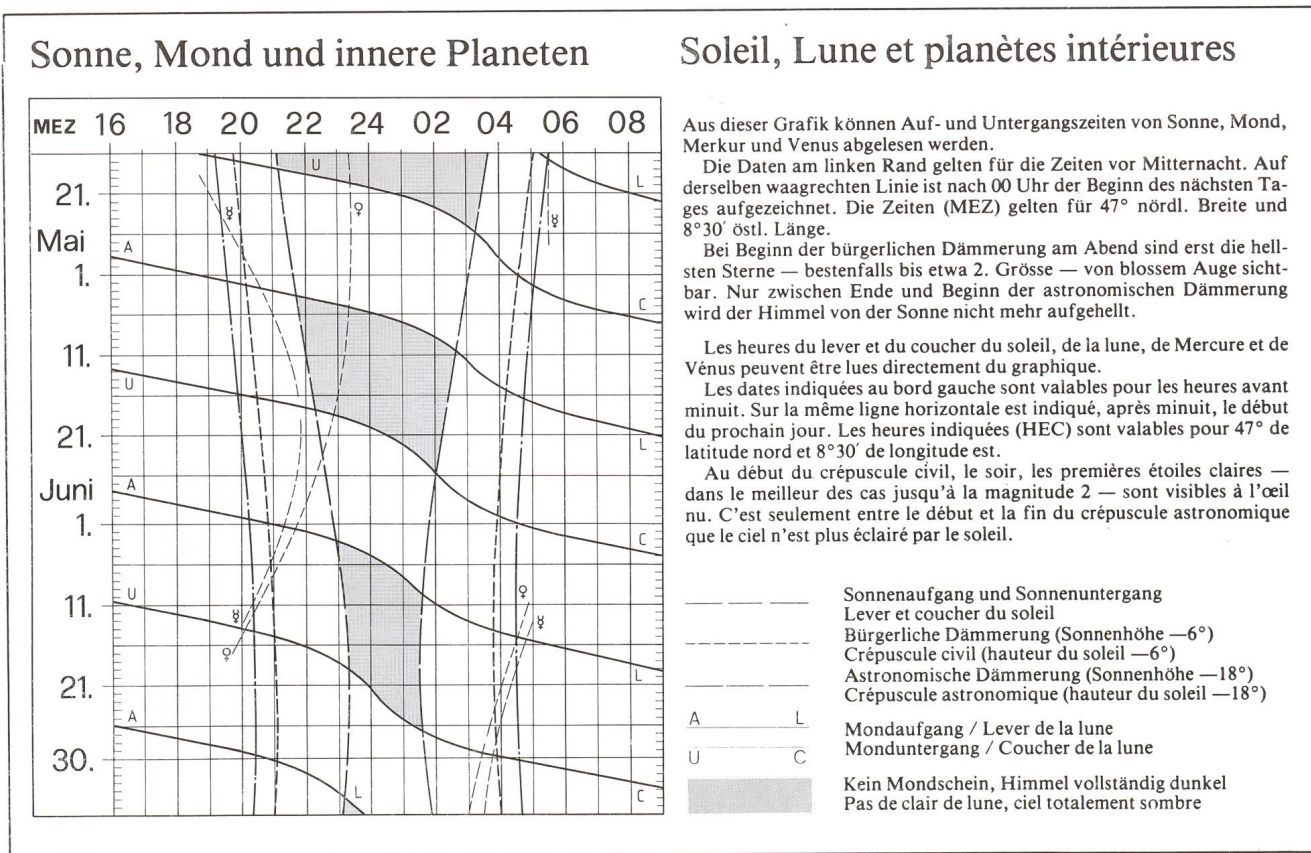 Sonne, Mond und innere Planeten
MEZ 16 18 20 22 24 02 04 06 08
U
21.
L
☿
♀
☿
Mai
A
1.
C
11.
U
21.
L
Juni
A
1.
C
U
♀
11.
☿
☿
♀
L
21.
A
30.
L
C
Soleil, Lune et planètes intérieures
Aus dieser Grafik können Auf- und Untergangszeiten von Sonne, Mond,
Merkur und Venus abgelesen werden.
Die Daten am linken Rand gelten für die Zeiten vor Mitternacht. Auf
derselben waagrechten Linie ist nach 00 Uhr der Beginn des nächsten Ta-
ges aufgezeichnet. Die Zeiten (MEZ) gelten für 47° nördl. Breite und
8°30′ östl. Länge.
Bei Beginn der bürgerlichen Dämmerung am Abend sind erst die hell-
sten Sterne — bestenfalls bis etwa 2. Grösse — von blossem Auge sicht-
bar. Nur zwischen Ende und Beginn der astronomischen Dämmerung
wird der Himmel von der Sonne nicht mehr aufgehellt.
Les heures du lever et du coucher du soleil, de la lune, de Mercure et de
Vénus peuvent être lues directement du graphique.
Les dates indiquées au bord gauche sont valables pour les heures avant
minuit. Sur la même ligne horizontale est indiqué, après minuit, le début
du prochain jour. Les heures indiquées (HEC) sont valables pour 47° de
latitude nord et 8°30′ de longitude est.
Au début du crépuscule civil, le soir, les premières étoiles claires —
dans le meilleur des cas jusqu'à la magnitude 2 — sont visibles à l'œil
nu. C'est seulement entre le début et la fin du crépuscule astronomique
que le ciel n'est plus éclairé par le soleil.
Sonnenaufgang und Sonnenuntergang
Lever et coucher du soleil
Bürgerliche Dämmerung (Sonnenhöhe —6°)
Crépuscule civil (hauteur du soleil —6°)
Astronomische Dämmerung (Sonnenhöhe —18°)
Crépuscule astronomique (hauteur du soleil —18°)
A L
Mondaufgang / Lever de la lune
Monduntergang / Coucher de la lune
U C
Kein Mondschein, Himmel vollständig dunkel
Pas de clair de lune, ciel totalement sombre